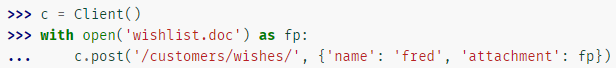 >>> c = Client()
>>> with open('wishlist.doc') as fp:
...     c.post('/customers/wishes/', {'name': 'fred', 'attachment': fp})